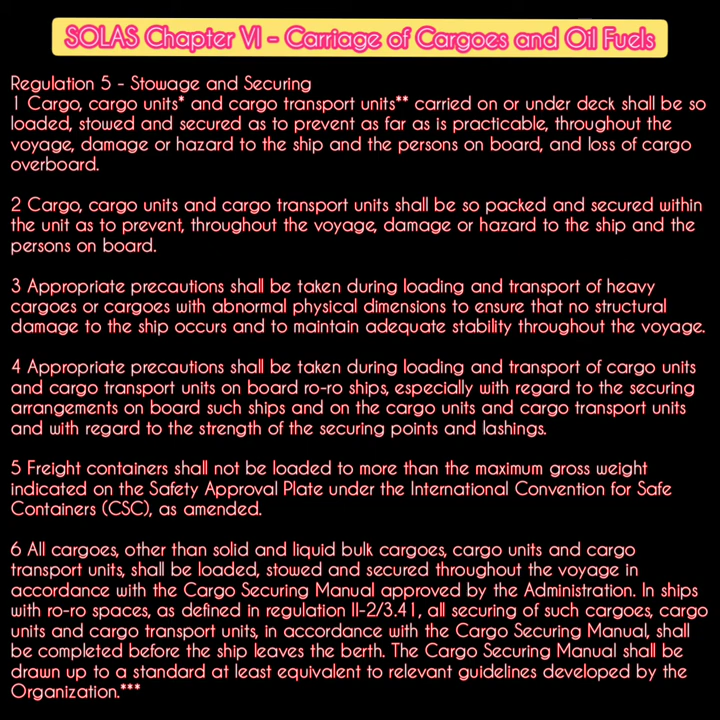 SOLAS Chapter VI - Carriage of Cargoes and Oil Fuels
Regulation 5 - Stowage and Securing
1 Cargo, cargo units* and cargo transport units** carried on or under deck shall be so
loaded, stowed and secured as to prevent as far as is practicable, throughout the
voyage, damage or hazard to the ship and the persons on board, and loss of cargo
overboard.
2 Cargo, cargo units and cargo transport units shall be so packed and secured within
the unit as to prevent, throughout the voyage, damage or hazard to the ship and the
persons on board.
3 Appropriate precautions shall be taken during loading and transport of heavy
cargoes or cargoes with abnormal physical dimensions to ensure that no structural
damage to the ship occurs and to maintain adequate stability throughout the voyage.
4 Appropriate precautions shall be taken during loading and transport of cargo units
and cargo transport units on board ro-ro ships, especially with regard to the securing
arrangements on board such ships and on the cargo units and cargo transport units
and with regard to the strength of the securing points and lashings.
5 Freight containers shall not be loaded to more than the maximum gross weight
indicated on the Safety Approval Plate under the International Convention for Safe
Containers (CSC), as amended.
6 All cargoes, other than solid and liquid bulk cargoes, cargo units and cargo
transport units, shall be loaded, stowed and secured throughout the voyage in
accordance with the Cargo Securing Manual approved by the Administration. In ships
with ro-ro spaces, as defined in regulation II-2/3.41, all securing of such cargoes, cargo
units and cargo transport units, in accordance with the Cargo Securing Manual, shall
be completed before the ship leaves the berth. The Cargo Securing Manual shall be
drawn up to a standard at least equivalent to relevant guidelines developed by the
Organization.***